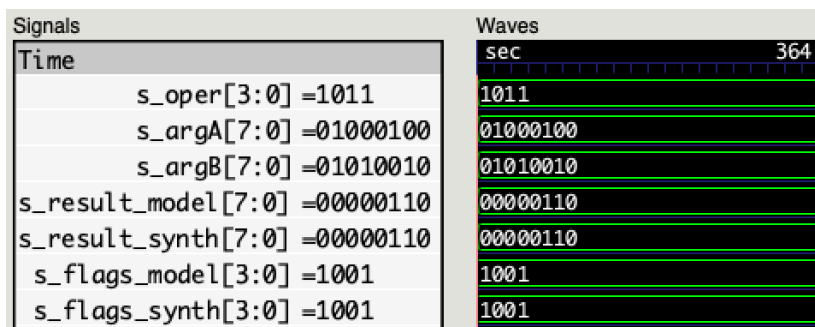 Signals
Waves
Time
sec 364
s_oper[3:0] =1011
1011
s_argA[7:0] =01000100
01000100
s_argB[7:0] =01010010
01010010
s_result_model[7:0] =00000110
00000110
s_result_synth[7:0] =00000110
00000110
s_flags_model[3:0] =1001
1001
s_flags_synth[3:0] =1001
1001